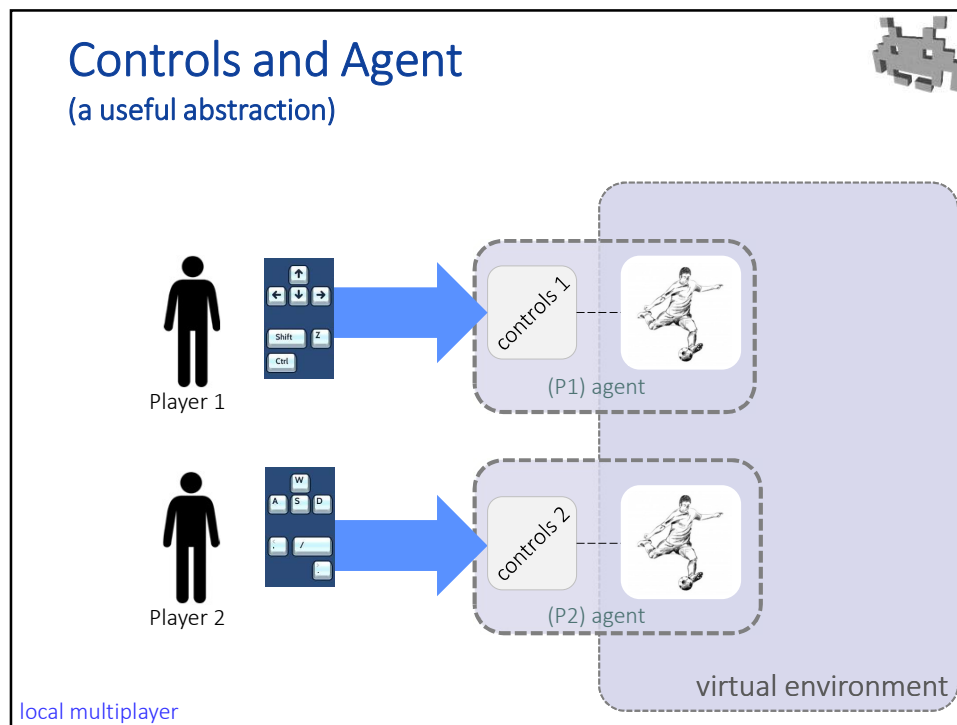 Controls and Agent
(a useful abstraction)
↑
← ↓ →
Shift Z
Ctrl
controls 1
(P1) agent
Player 1
W
A S D
/
controls 2
(P2) agent
Player 2
virtual environment
local multiplayer